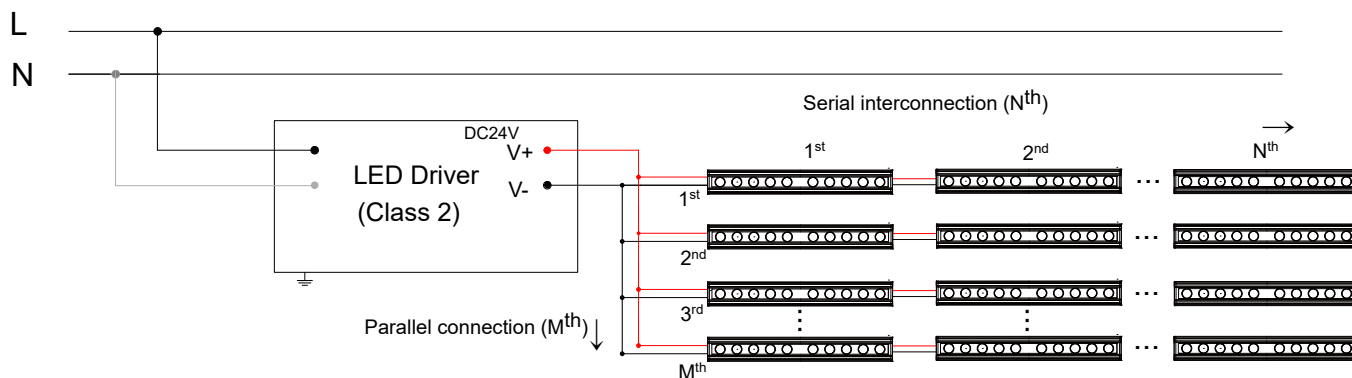 L
N
Serial interconnection (Nth)
DC24V
V+
V-
LED Driver
(Class 2)
1st
2nd
Nth
1st
2nd
3rd
Mth
Parallel connection (Mth)